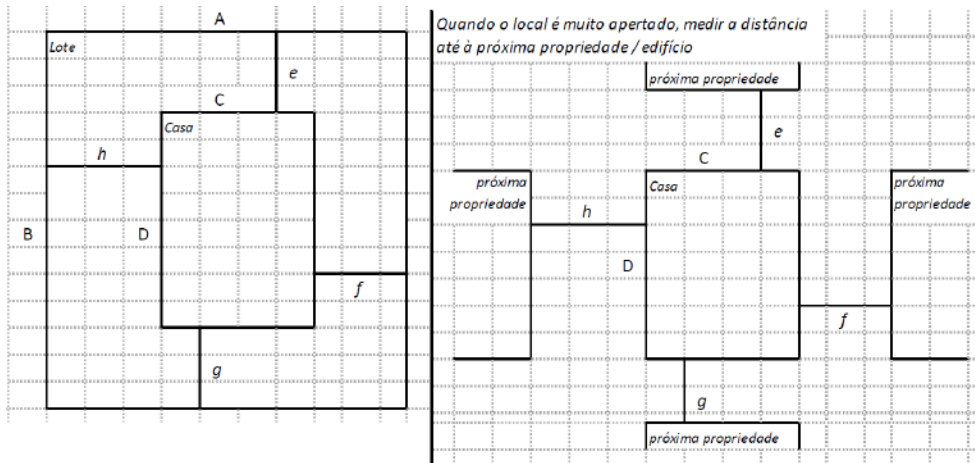 A
Lote
e
C
Casa
h
B
D
f
g
Quando o local é muito apertado, medir a distância
até à próxima propriedade / edifício
próxima propriedade
e
C
próxima
propriedade
Casa
próxima
propriedade
h
D
f
g
próxima propriedade